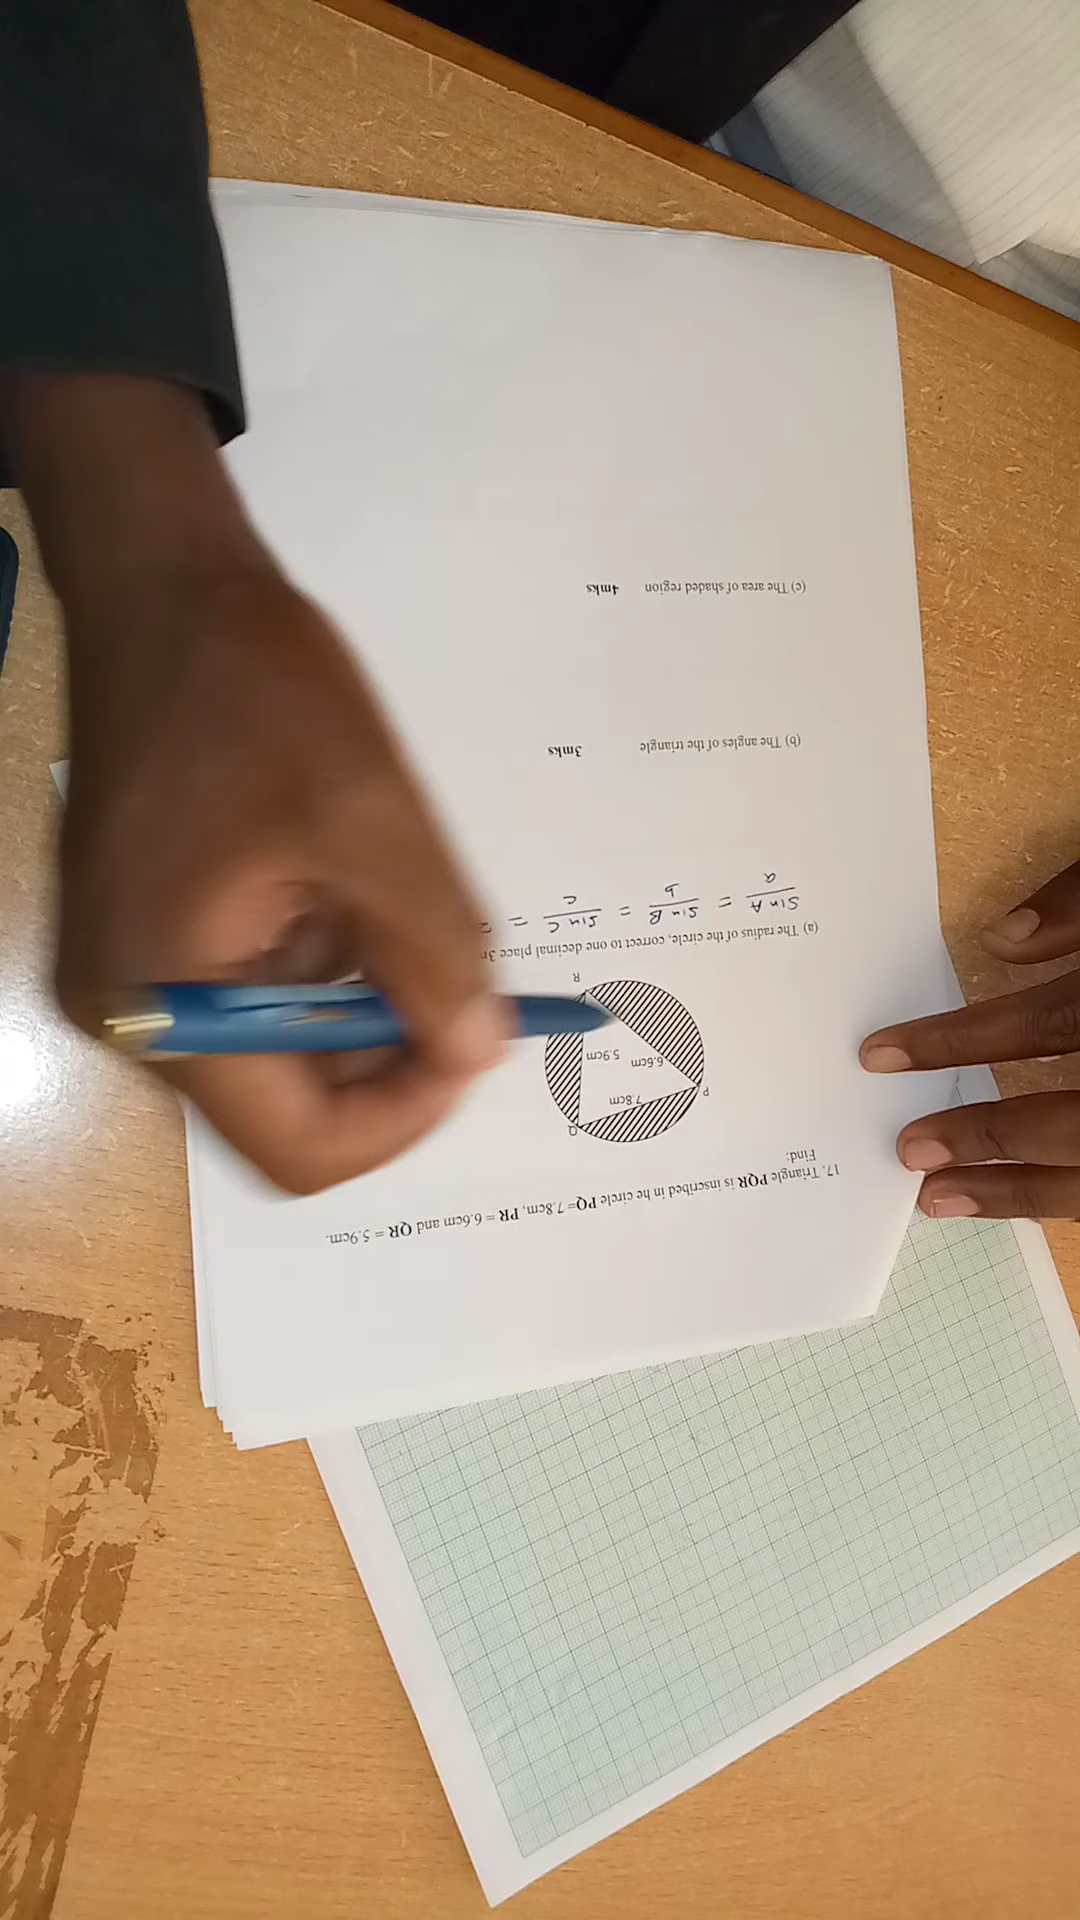 17. Triangle PQR is inscribed in he circle PQ= 7.8cm, PR = 6.6cm and QR = 5.9cm.
Find:
Q
7.8cm
P
6.6cm
5.9cm
R
(a) The radius of the circle, correct to one decimal place
sin A / a = sin B / b = sin C / c =
(b) The angles of the triangle 3mks
(c) The area of shaded region 4mks